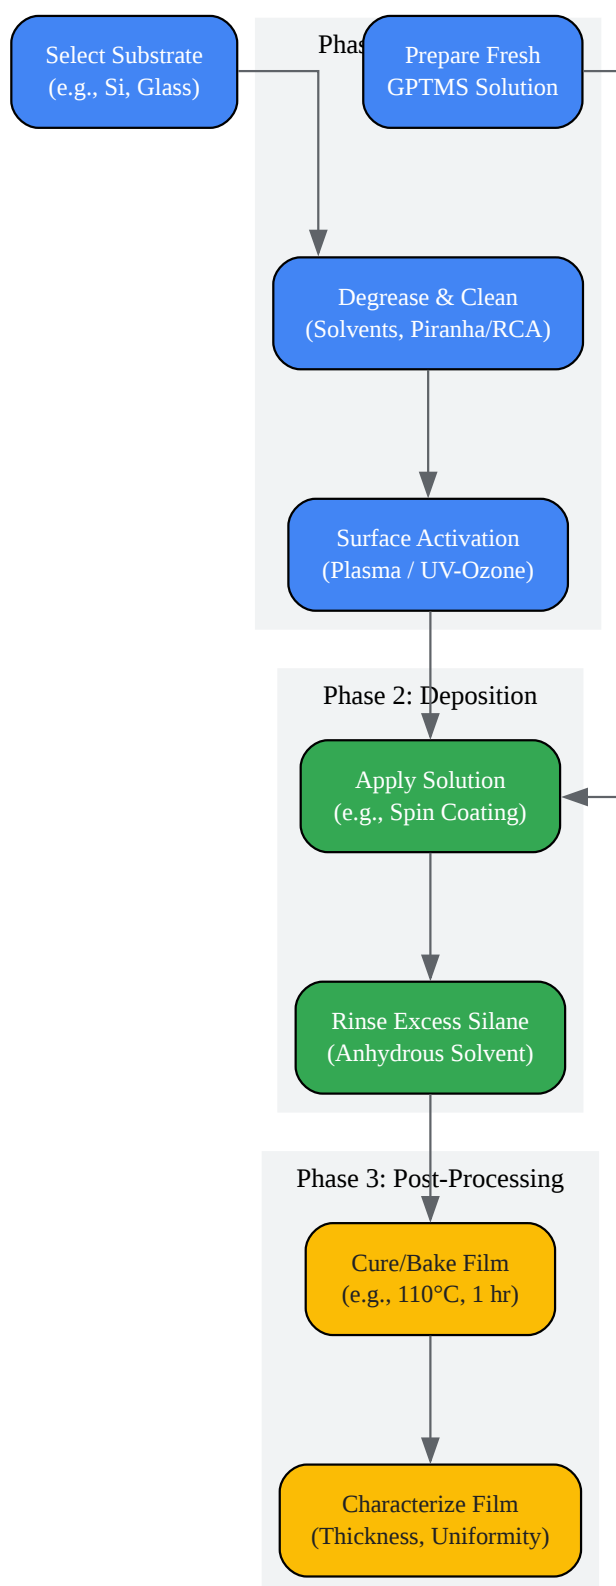 Select Substrate
(e.g., Si, Glass)
Prepare Fresh
GPTMS Solution
Degrease & Clean
(Solvents, Piranha/RCA)
Surface Activation
(Plasma / UV-Ozone)
Phase 2: Deposition
Apply Solution
(e.g., Spin Coating)
Rinse Excess Silane
(Anhydrous Solvent)
Phase 3: Post-Processing
Cure/Bake Film
(e.g., 110°C, 1 hr)
Characterize Film
(Thickness, Uniformity)